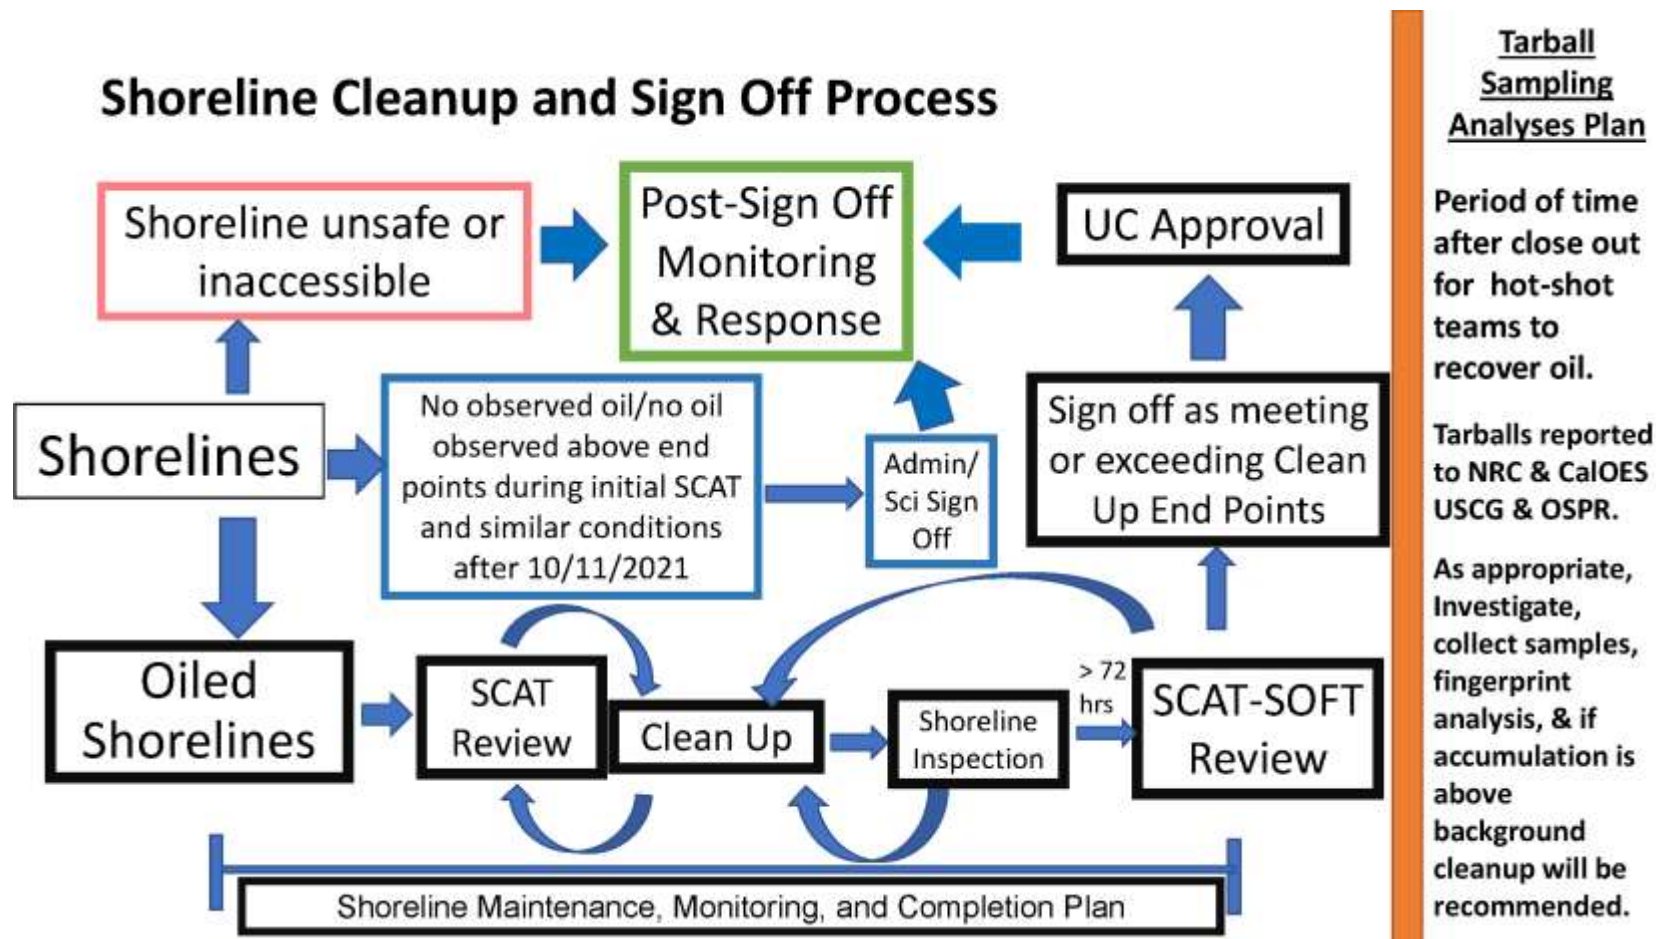 Shoreline Cleanup and Sign Off Process
Shoreline unsafe or
inaccessible
Post-Sign Off
Monitoring
& Response
UC Approval
Shorelines
No observed oil/no oil
observed above end
points during initial SCAT
and similar conditions
after 10/11/2021
Admin/
Sci Sign
Off
Sign off as meeting
or exceeding Clean
Up End Points
Oiled
Shorelines
SCAT
Review
Clean Up
Shoreline
Inspection
> 72
hrs
SCAT-SOFT
Review
Shoreline Maintenance, Monitoring, and Completion Plan
Tarball
Sampling
Analyses Plan
Period of time
after close out
for hot-shot
teams to
recover oil.
Tarballs reported
to NRC & CalOES
USCG & OSPR.
As appropriate,
Investigate,
collect samples,
fingerprint
analysis, & if
accumulation is
above
background
cleanup will be
recommended.